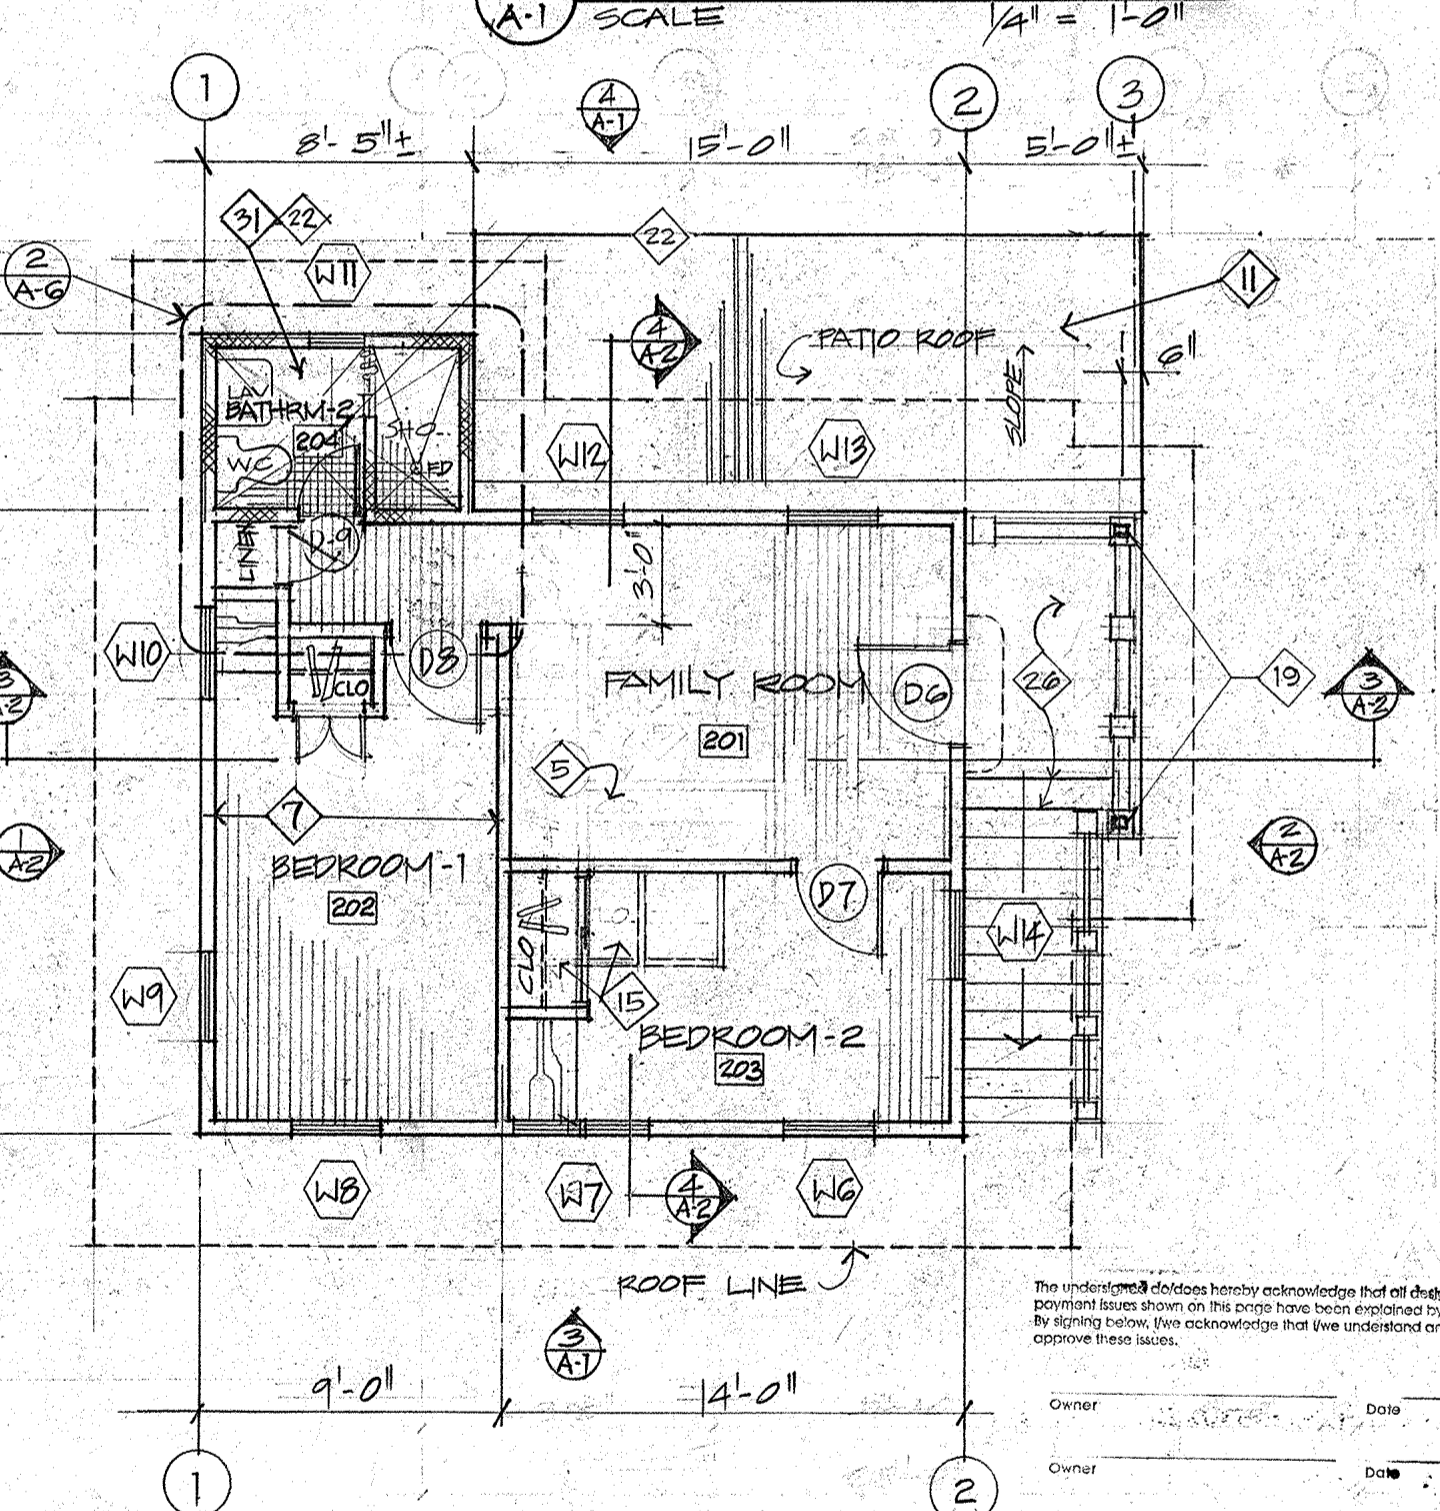 A-1 SCALE 1/4" = 1'-0"
1
4
A-1
2
3
8'-5"±
15'-0"
5'-0"±
31
22
22
2
A-6
W11
11
4
A-2
PATIO ROOF
6"
SLOPE
LAV
BATHRM-2
204
SHO
WC
FD
W12
W13
LINEN
D-9
3'-0"
W10
D8
CLO
FAMILY ROOM
D6
26
19
3
A-2
3
A-2
201
5
7
1
A-2
2
A-2
BEDROOM-1
202
D7
CLO
W14
W9
15
BEDROOM-2
203
W8
W7
4
A-2
W6
ROOF LINE
The undersigned do/does hereby acknowledge that all
payment issues shown on this page have been explained
By signing below, I/we acknowledge that I/we understand
approve these issues.
3
A-1
9'-0"
14'-0"
Owner
Date
Owner
Date
1
2